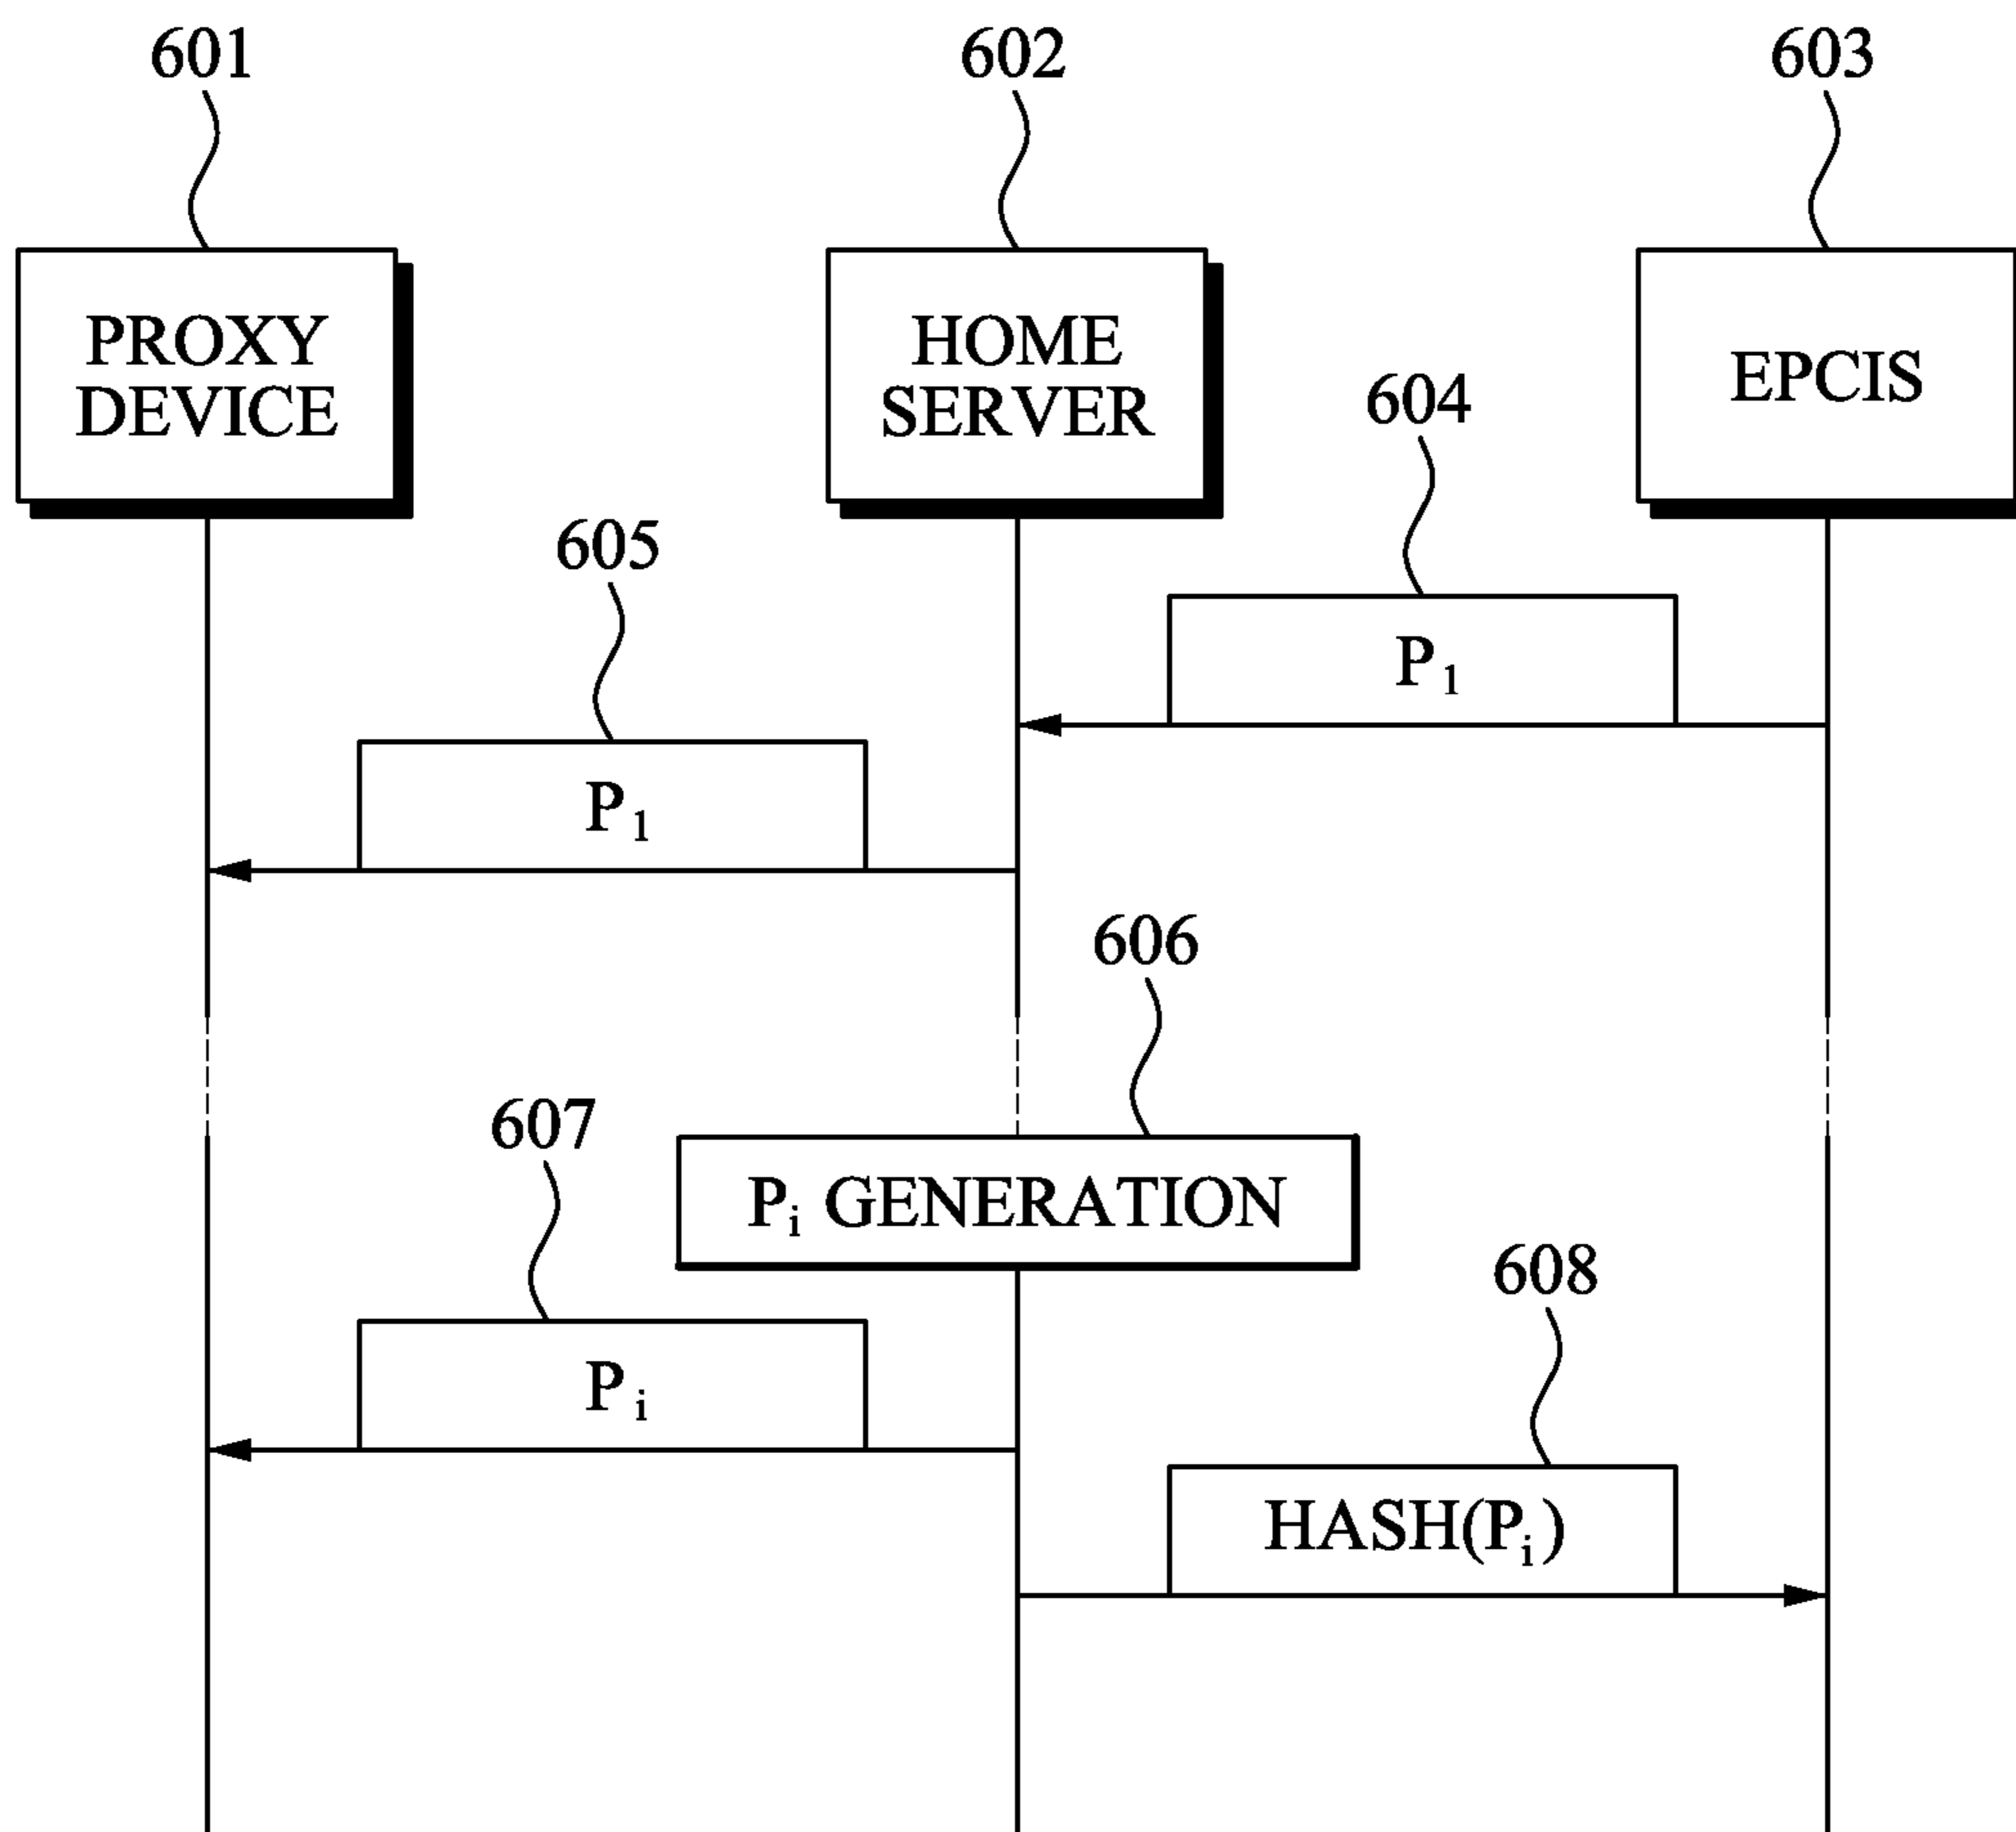 601
602
603
PROXY
DEVICE
HOME
SERVER
EPCIS
604
605
P₁
P₁
606
607
Pᵢ GENERATION
608
Pᵢ
HASH(Pᵢ)